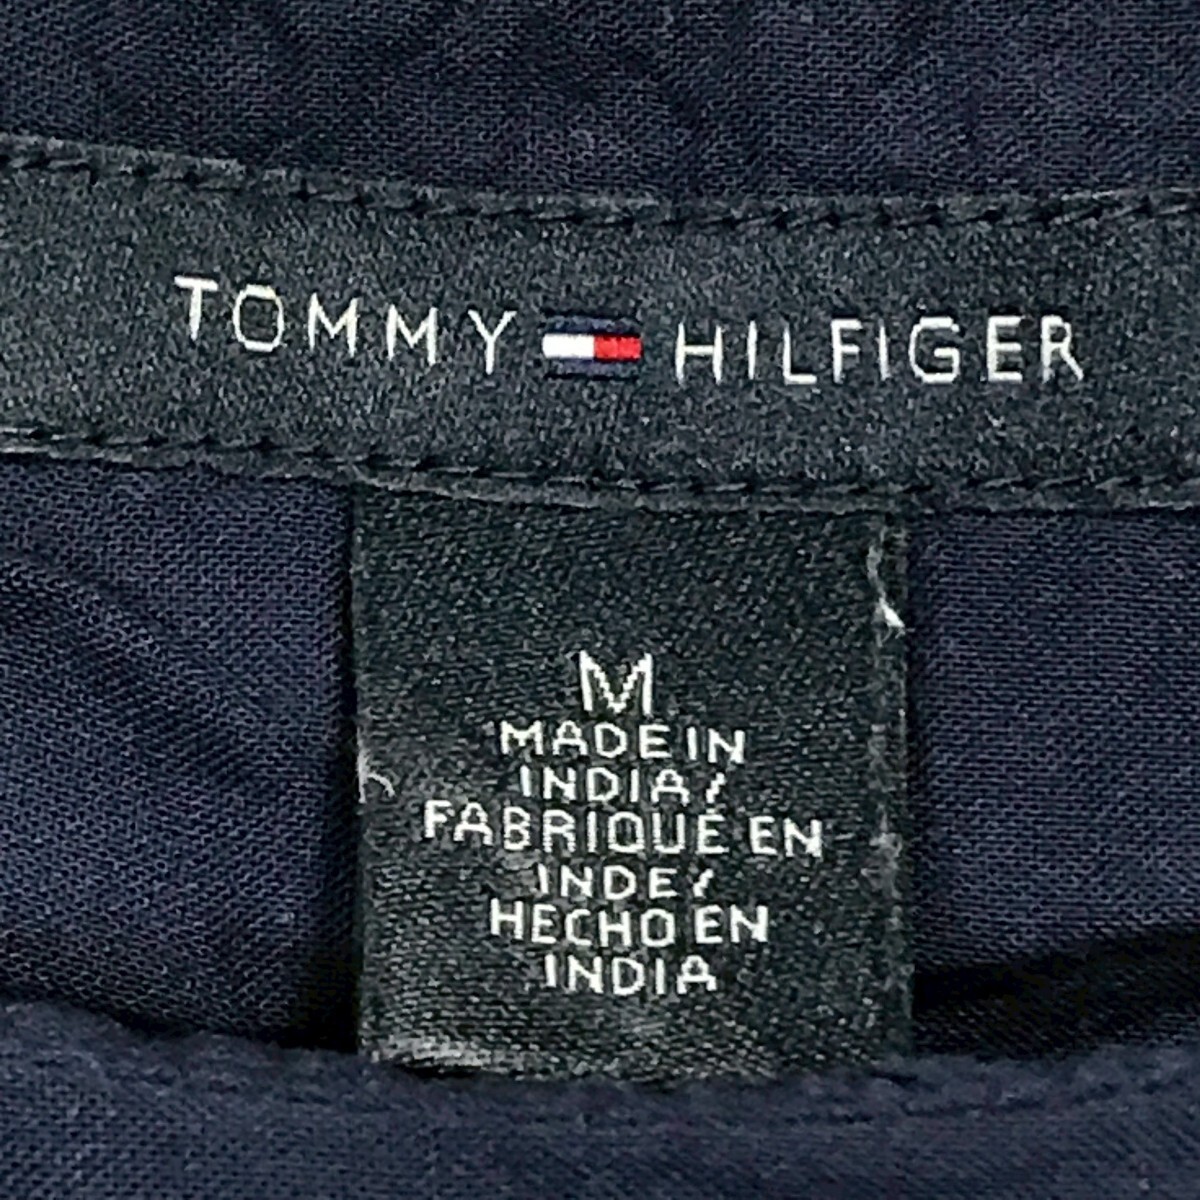 TOMMY HILFIGER
M
MADE IN
INDIA/
FABRIQUÉ EN
INDE/
HECHO EN
INDIA